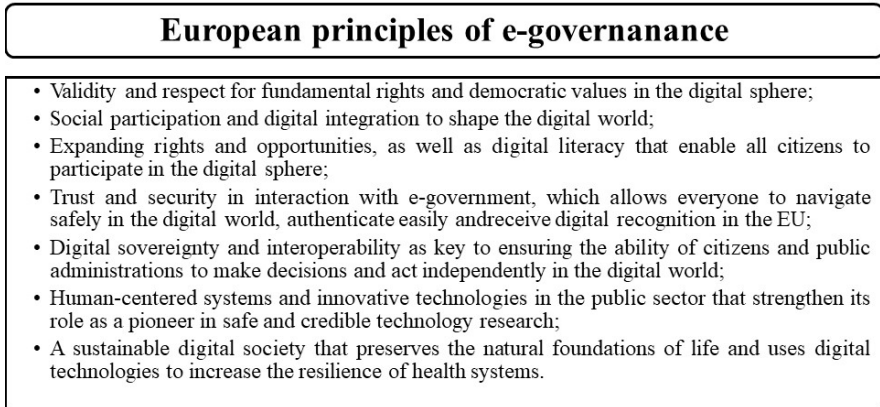 European principles of e-governanance
• Validity and respect for fundamental rights and democratic values in the digital sphere;
• Social participation and digital integration to shape the digital world;
• Expanding rights and opportunities, as well as digital literacy that enable all citizens to
participate in the digital sphere;
• Trust and security in interaction with e-government, which allows everyone to navigate
safely in the digital world, authenticate easily andreceive digital recognition in the EU;
• Digital sovereignty and interoperability as key to ensuring the ability of citizens and public
administrations to make decisions and act independently in the digital world;
• Human-centered systems and innovative technologies in the public sector that strengthen its
role as a pioneer in safe and credible technology research;
• A sustainable digital society that preserves the natural foundations of life and uses digital
technologies to increase the resilience of health systems.